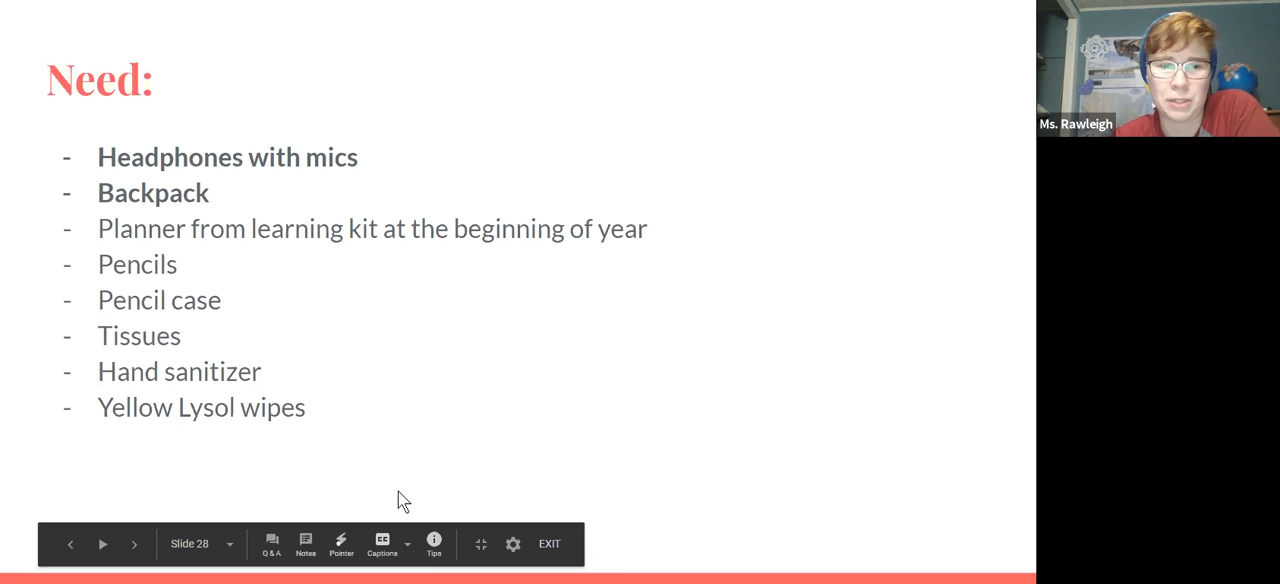 Need:
- Headphones with mics
- Backpack
- Planner from learning kit at the beginning of year
- Pencils
- Pencil case
- Tissues
- Hand sanitizer
- Yellow Lysol wipes
Ms. Rawleigh
Slide 28
Q & A
Notes
Pointer
CC
Captions
Tips
EXIT